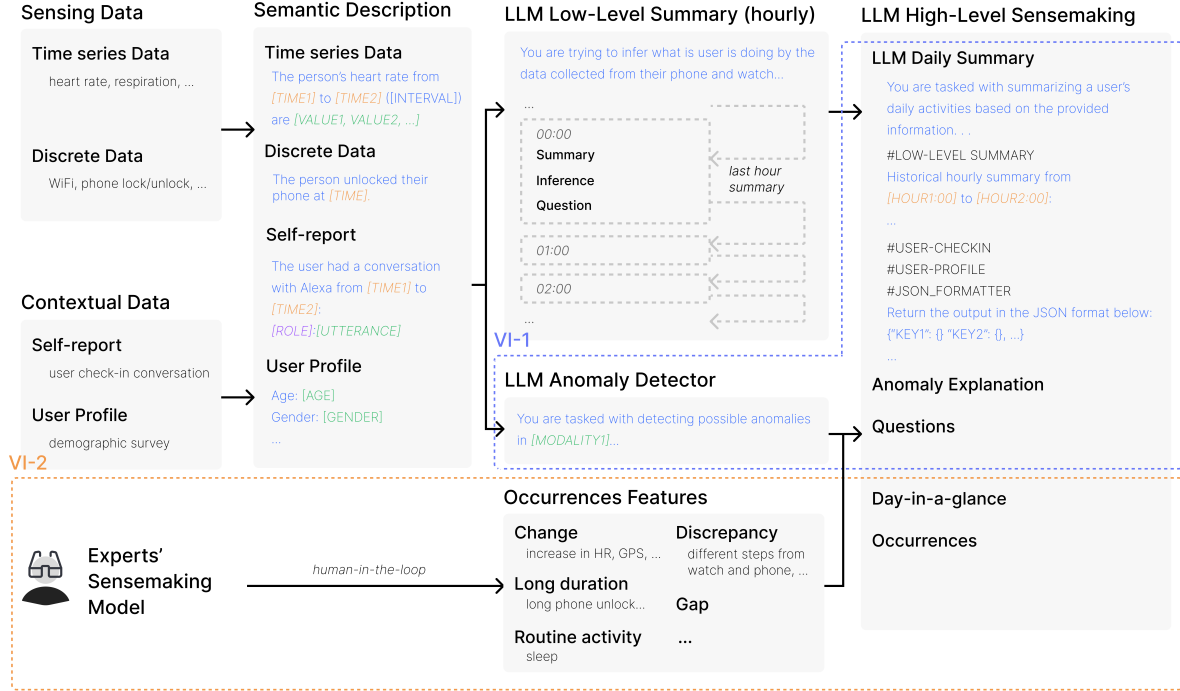 Sensing Data
Time series Data
heart rate, respiration, ...
Discrete Data
WiFi, phone lock/unlock, ...
Contextual Data
Self-report
user check-in conversation
User Profile
demographic survey
Semantic Description
Time series Data
The person's heart rate from
[TIME1] to [TIME2] ([INTERVAL])
are [VALUE1, VALUE2, ...]
Discrete Data
The person unlocked their
phone at [TIME].
Self-report
The user had a conversation
with Alexa from [TIME1] to
[TIME2]:
[ROLE]:[UTTERANCE]
User Profile
Age: [AGE]
Gender: [GENDER]
...
LLM Low-Level Summary (hourly)
You are trying to infer what is user is doing by the
data collected from their phone and watch...
...
00:00
Summary
Inference
Question
last hour
summary
01:00
02:00
...
VI-1
LLM Anomaly Detector
You are tasked with detecting possible anomalies
in [MODALITY1]...
LLM High-Level Sensemaking
LLM Daily Summary
You are tasked with summarizing a user's
daily activities based on the provided
information. . .
#LOW-LEVEL SUMMARY
Historical hourly summary from
[HOUR1:00] to [HOUR2:00]:
...
#USER-CHECKIN
#USER-PROFILE
#JSON_FORMATTER
Return the output in the JSON format below:
{"KEY1": {} "KEY2": {}, ...}
...
Anomaly Explanation
Questions
Day-in-a-glance
Occurrences
VI-2
Experts'
Sensemaking
Model
human-in-the-loop
Occurrences Features
Change
increase in HR, GPS, ...
Long duration
long phone unlock...
Routine activity
sleep
Discrepancy
different steps from
watch and phone, ...
Gap
...